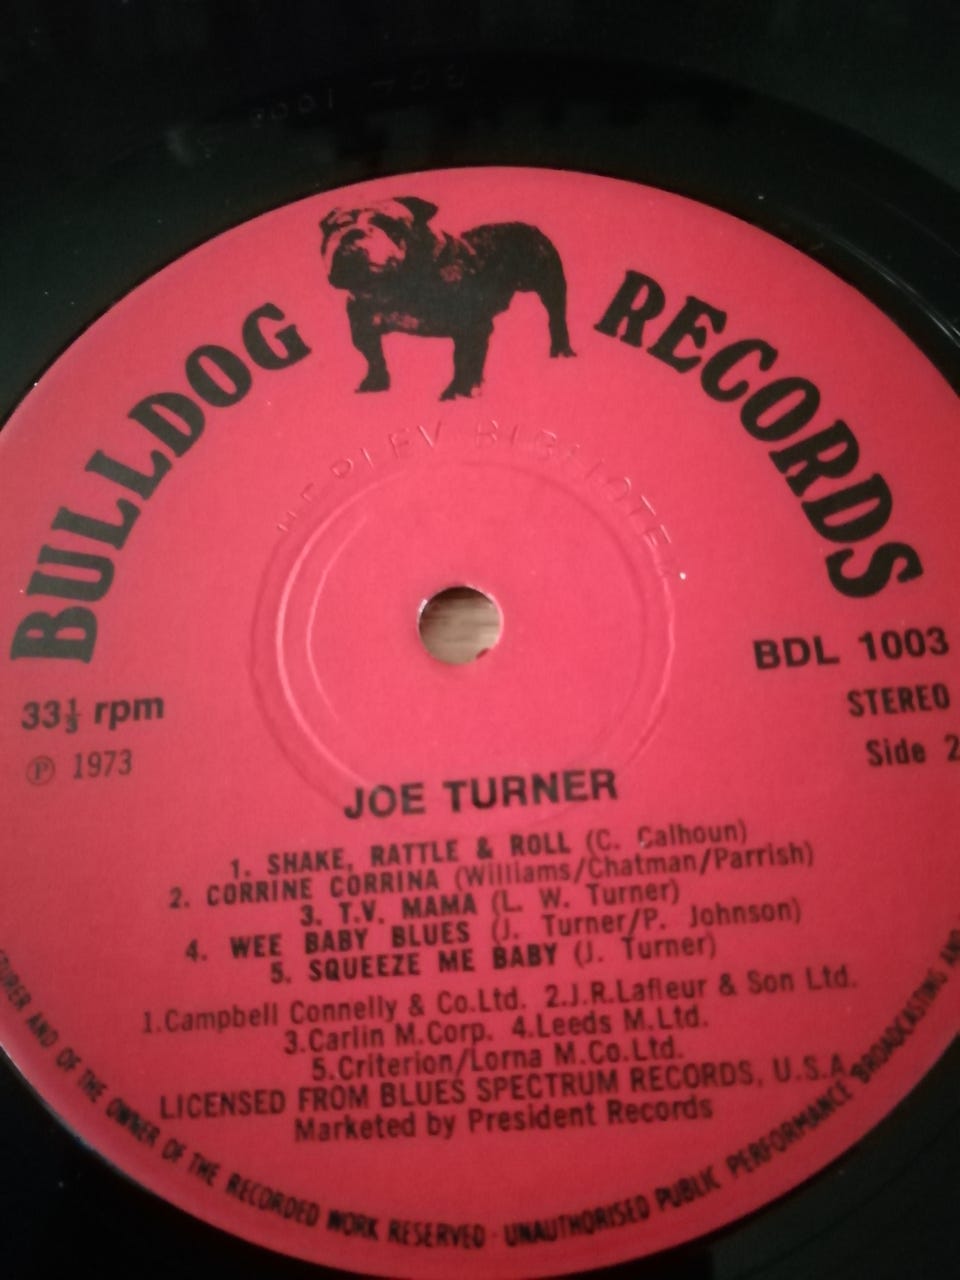 BULLDOG RECORDS
BDL 1003
33⅓ rpm
STEREO
℗ 1973
Side 2
JOE TURNER
1. SHAKE, RATTLE & ROLL (C. Calhoun)
2. CORRINE CORRINA (Williams/Chatman/Parrish)
3. T.V. MAMA (L. W. Turner)
4. WEE BABY BLUES (J. Turner/P. Johnson)
5. SQUEEZE ME BABY (J. Turner)
1.Campbell Connelly & Co.Ltd. 2.J.R.Lafleur & Son Ltd.
3.Carlin M.Corp. 4.Leeds M.Ltd.
5.Criterion/Lorna M.Co.Ltd.
LICENSED FROM BLUES SPECTRUM RECORDS, U.S.A.
Marketed by President Records
AND OF THE OWNER OF THE RECORDED WORK RESERVED · UNAUTHORISED PUBLIC PERFORMANCE BROADCASTING AND